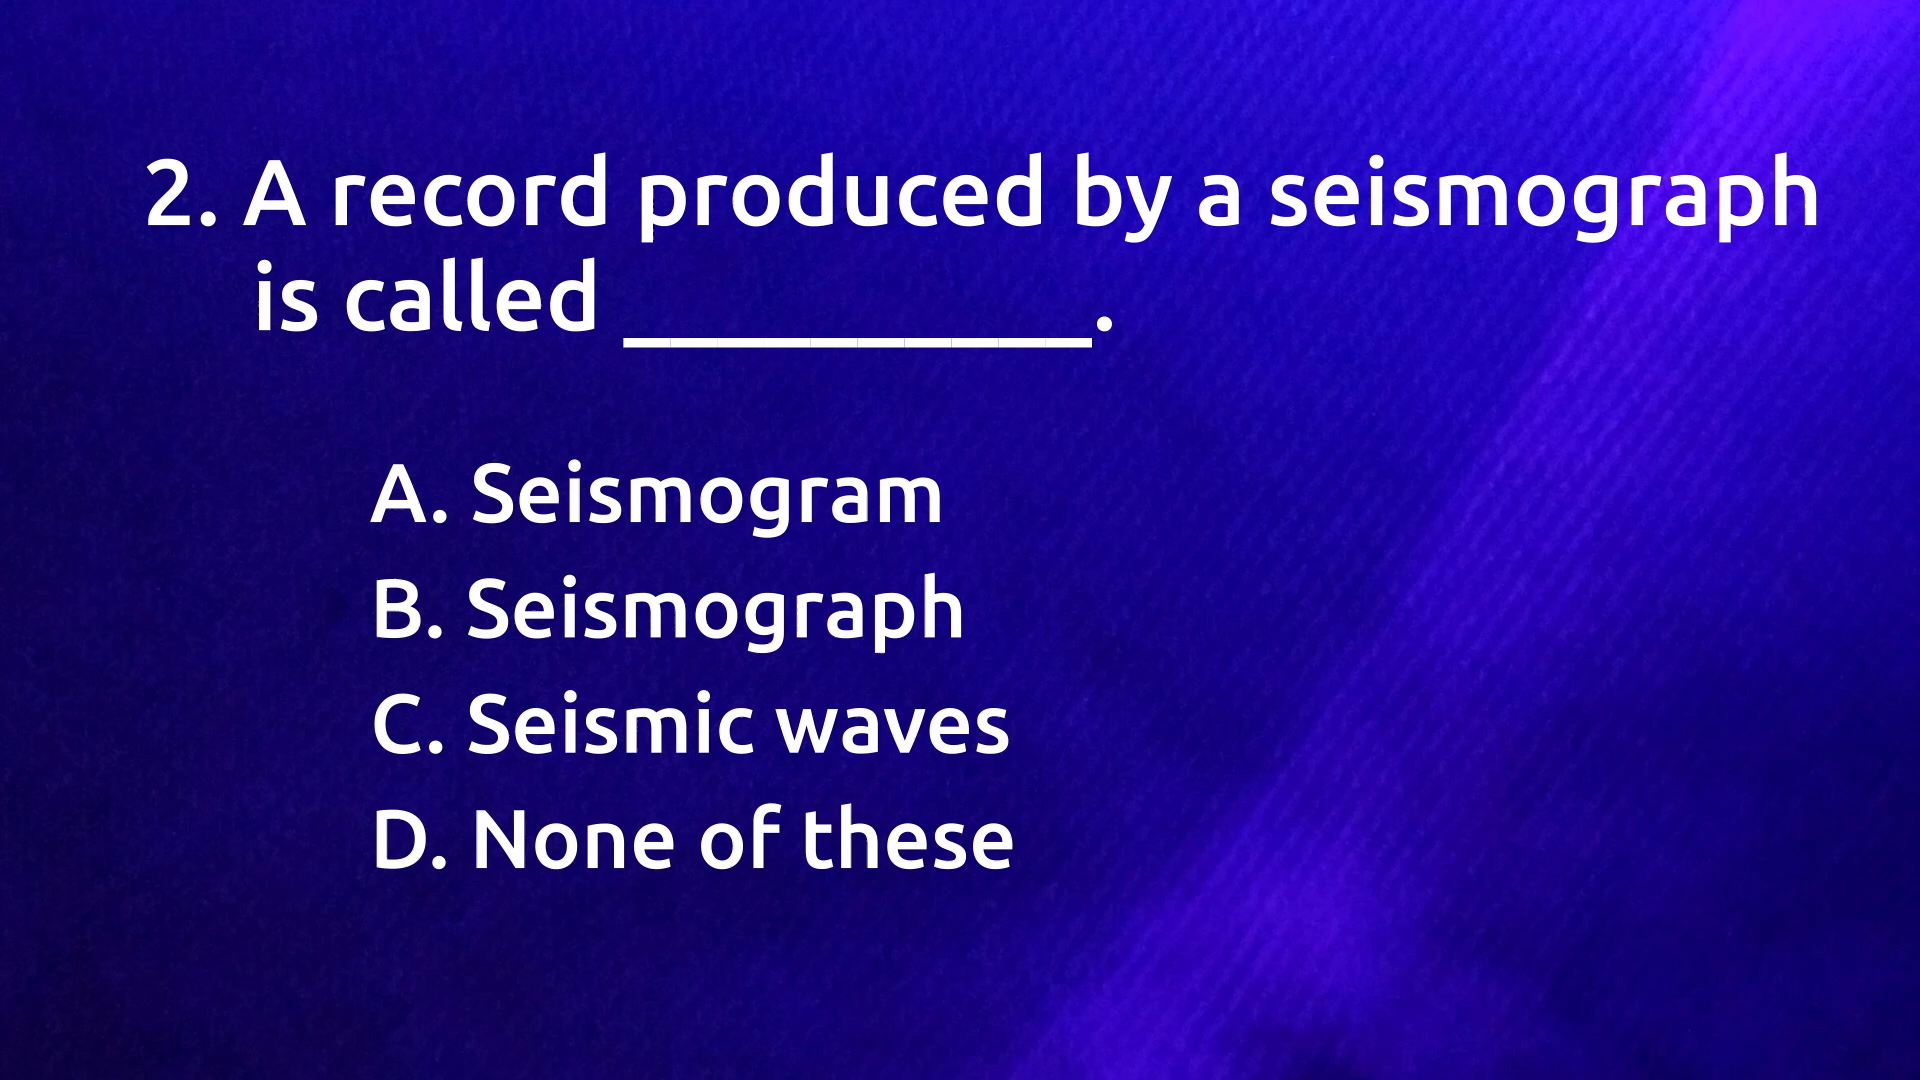 2. A record produced by a seismograph
is called __________.
A. Seismogram
B. Seismograph
C. Seismic waves
D. None of these